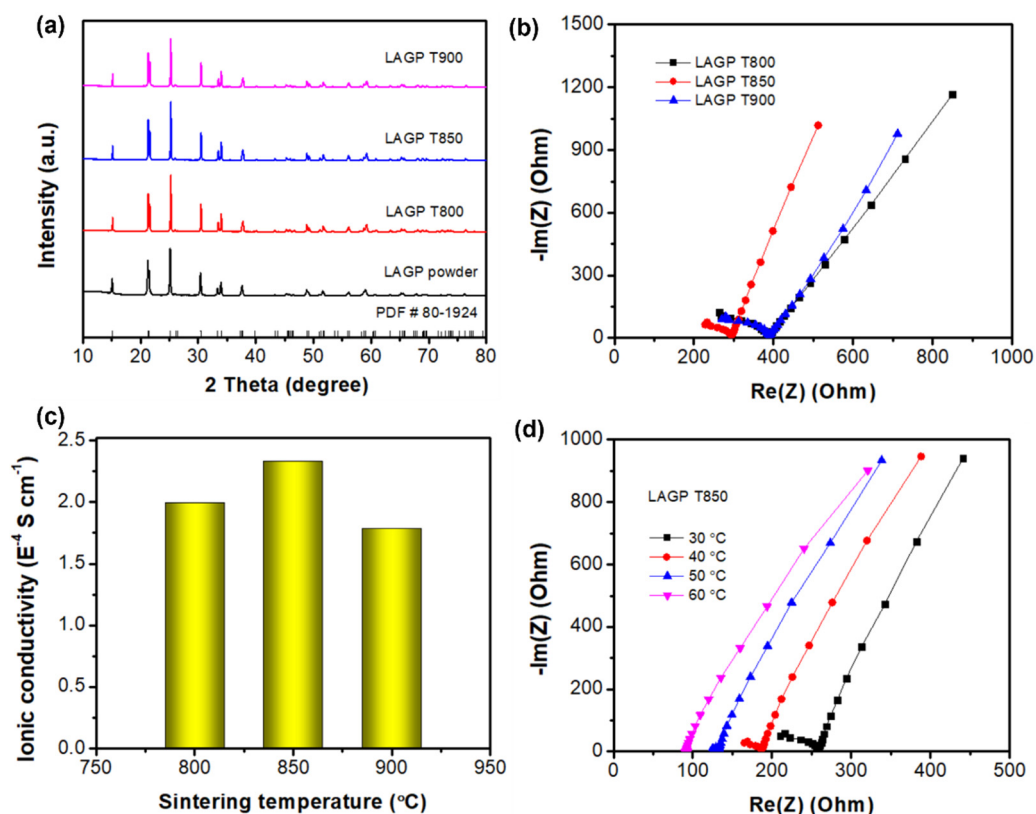 (a)
LAGP T900
LAGP T850
LAGP T800
LAGP powder
PDF # 80-1924
10 20 30 40 50 60 70 80
2 Theta (degree)
Intensity (a.u.)
(b)
LAGP T800
LAGP T850
LAGP T900
1500
1200
900
600
300
0
0 200 400 600 800 1000
Re(Z) (Ohm)
-Im(Z) (Ohm)
(c)
2.5
2.0
1.5
1.0
0.5
0.0
750 800 850 900 950
Sintering temperature (°C)
Ionic conductivity (E⁻⁴ S cm⁻¹)
(d)
LAGP T850
30 °C
40 °C
50 °C
60 °C
1000
800
600
400
200
0
0 100 200 300 400 500
Re(Z) (Ohm)
-Im(Z) (Ohm)